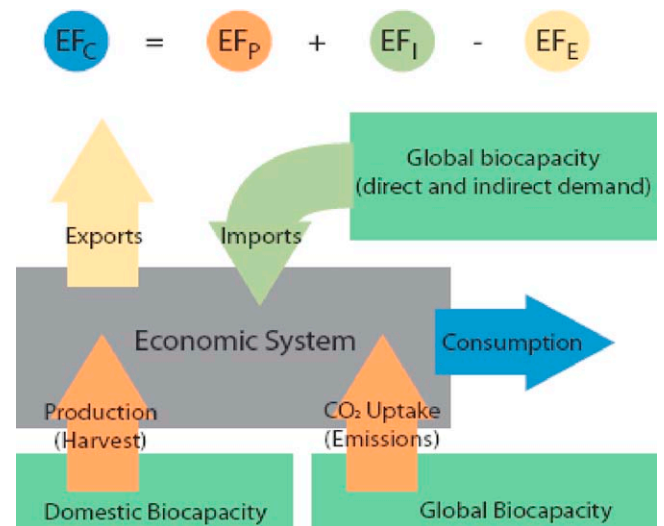 EFC = EFP + EFI - EFE
Global biocapacity
(direct and indirect demand)
Exports
Imports
Economic System
Consumption
Production
(Harvest)
CO₂ Uptake
(Emissions)
Domestic Biocapacity
Global Biocapacity